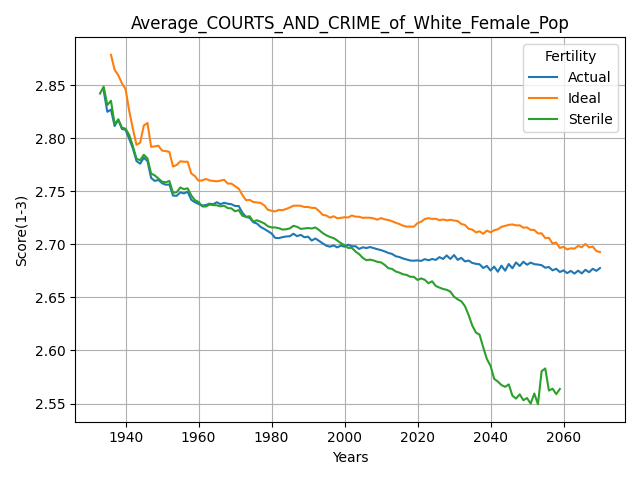 Average_COURTS_AND_CRIME_of_White_Female_Pop
Fertility
Actual
Ideal
Sterile
Score(1-3)
2.85
2.80
2.75
2.70
2.65
2.60
2.55
1940 1960 1980 2000 2020 2040 2060
Years